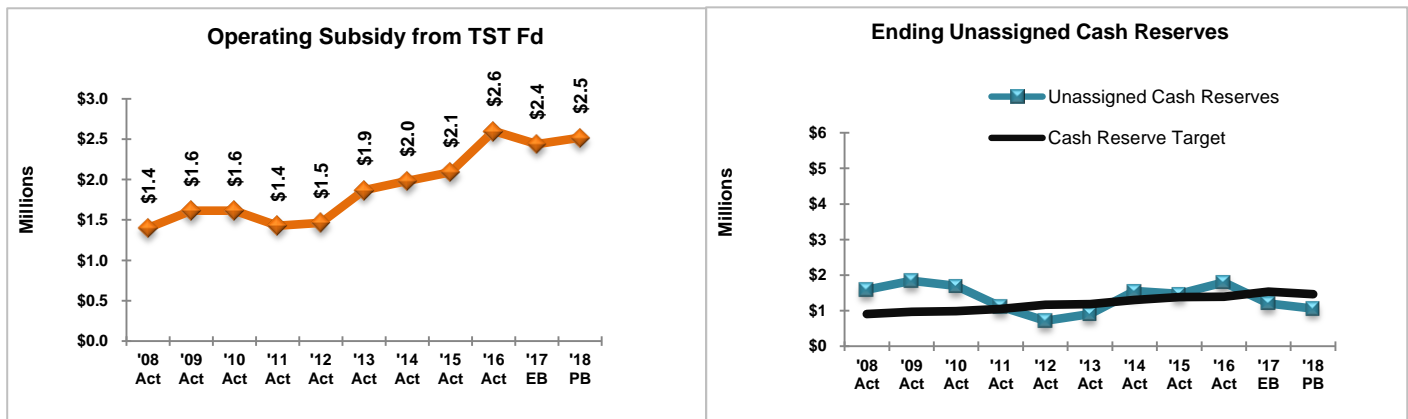 Operating Subsidy from TST Fd
Millions
$3.0
$2.5
$2.0
$1.5
$1.0
$0.5
$0.0
$1.4
$1.6
$1.6
$1.4
$1.5
$1.9
$2.0
$2.1
$2.6
$2.4
$2.5
'08 '09 '10 '11 '12 '13 '14 '15 '16 '17 '18
Act Act Act Act Act Act Act Act Act EB PB
Ending Unassigned Cash Reserves
Unassigned Cash Reserves
Cash Reserve Target
Millions
$6
$5
$4
$3
$2
$1
$0
'08 '09 '10 '11 '12 '13 '14 '15 '16 '17 '18
Act Act Act Act Act Act Act Act Act EB PB